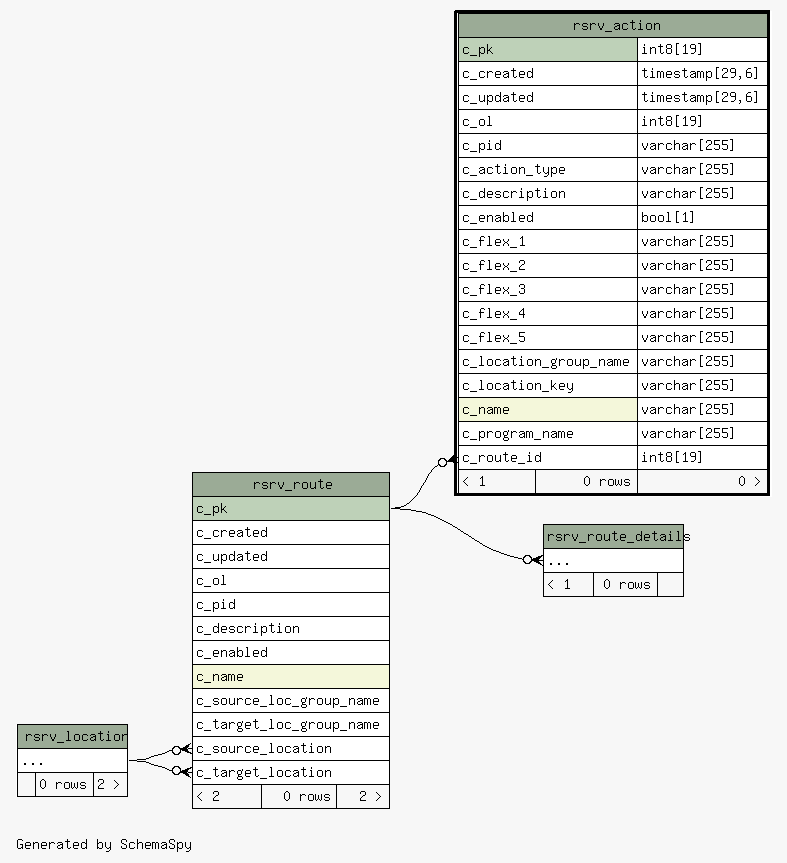 rsrv_action
c_pk int8[19]
c_created timestamp[29,6]
c_updated timestamp[29,6]
c_ol int8[19]
c_pid varchar[255]
c_action_type varchar[255]
c_description varchar[255]
c_enabled bool[1]
c_flex_1 varchar[255]
c_flex_2 varchar[255]
c_flex_3 varchar[255]
c_flex_4 varchar[255]
c_flex_5 varchar[255]
c_location_group_name varchar[255]
c_location_key varchar[255]
c_name varchar[255]
c_program_name varchar[255]
c_route_id int8[19]
< 1 0 rows 0 >
rsrv_route
c_pk
c_created
c_updated
c_ol
c_pid
c_description
c_enabled
c_name
c_source_loc_group_name
c_target_loc_group_name
c_source_location
c_target_location
< 2 0 rows 2 >
rsrv_route_details
...
< 1 0 rows
rsrv_location
...
0 rows 2 >
Generated by SchemaSpy